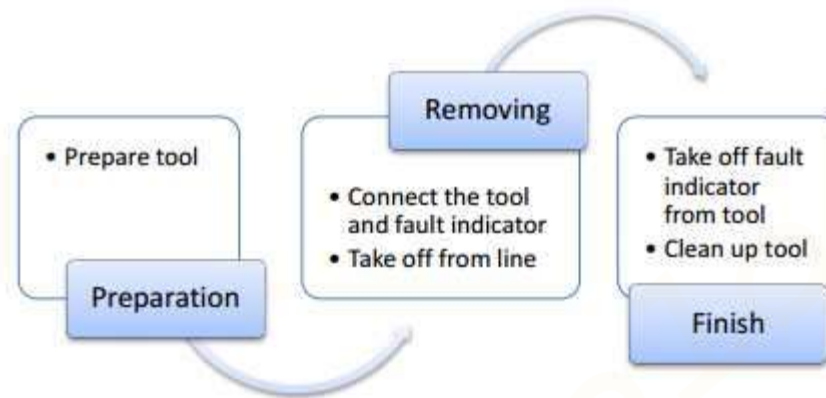 • Prepare tool
Preparation
Removing
• Connect the tool
and fault indicator
• Take off from line
• Take off fault
indicator
from tool
• Clean up tool
Finish